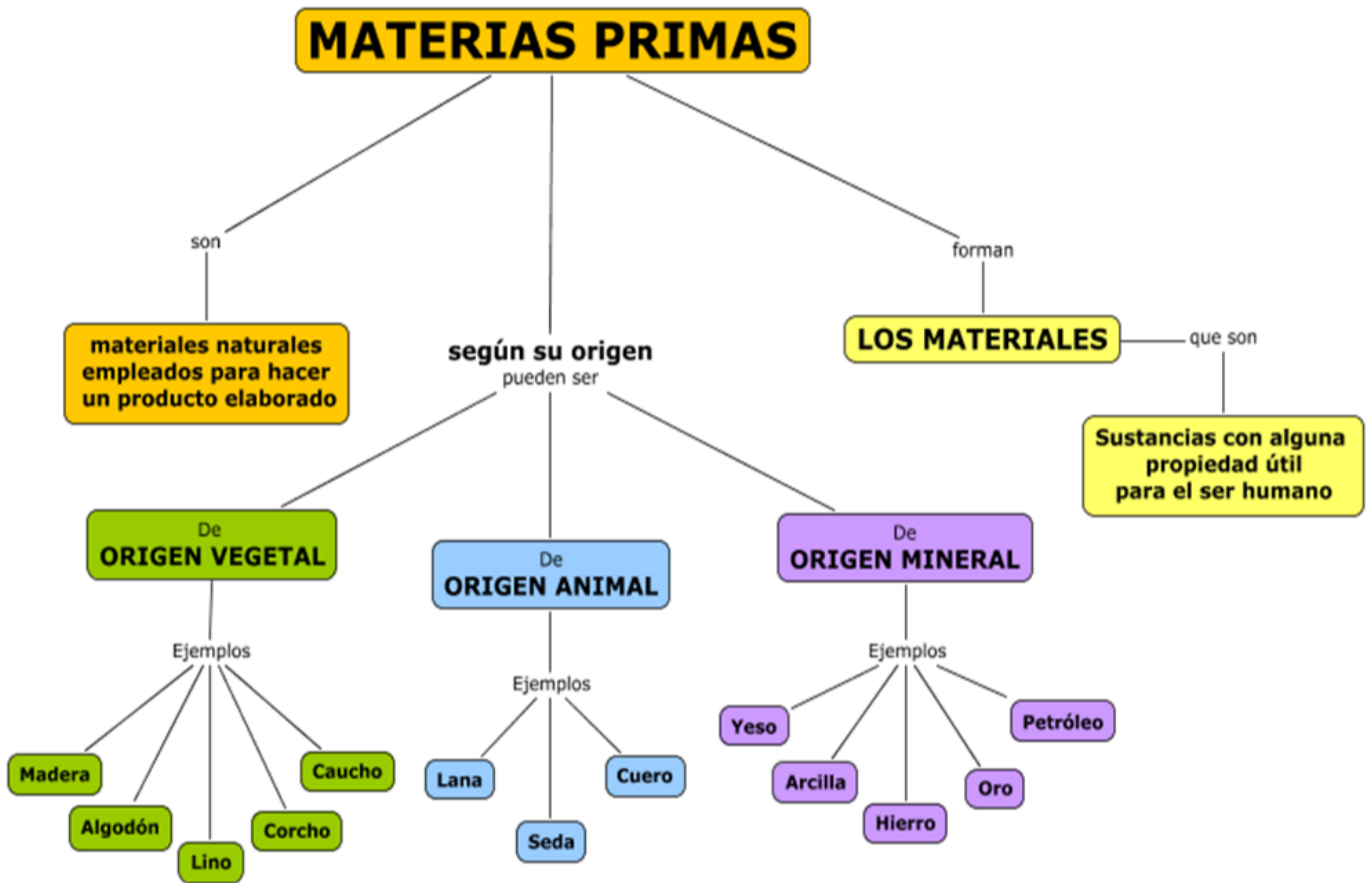 MATERIAS PRIMAS
son
materiales naturales
empleados para hacer
un producto elaborado
según su origen
pueden ser
forman
LOS MATERIALES
que son
Sustancias con alguna
propiedad útil
para el ser humano
De
ORIGEN VEGETAL
Ejemplos
Madera
Algodón
Lino
Corcho
Caucho
De
ORIGEN ANIMAL
Ejemplos
Lana
Seda
Cuero
De
ORIGEN MINERAL
Ejemplos
Yeso
Arcilla
Hierro
Oro
Petróleo